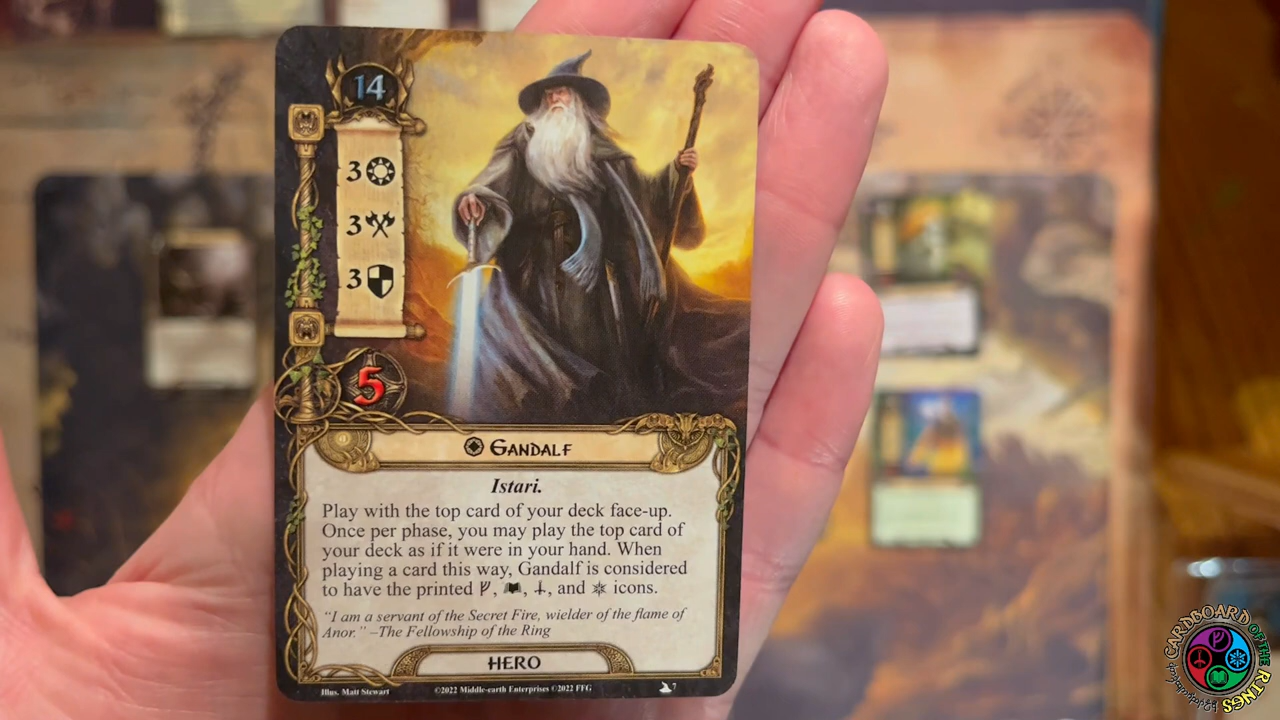 14
3
3
3
5
GANDALF
Istari.
Play with the top card of your deck face-up.
Once per phase, you may play the top card of
your deck as if it were in your hand. When
playing a card this way, Gandalf is considered
to have the printed , , , and icons.
"I am a servant of the Secret Fire, wielder of the flame of
Anor." –The Fellowship of the Ring
HERO
Illus. Matt Stewart
©2022 Middle-earth Enterprises ©2022 FFG
7
CARDBOARD OF THE RINGS